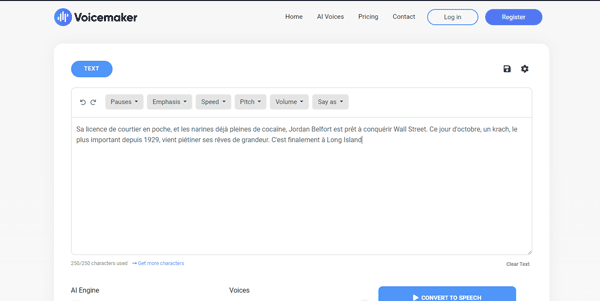 Voicemaker Home AI Voices Pricing Contact Log in Register
TEXT
Pauses Emphasis Speed Pitch Volume Say as
Sa licence de courtier en poche, et les narines déjà pleines de cocaïne, Jordan Belfort est prêt à conquérir Wall Street. Ce jour d'octobre, un krach, le
plus important depuis 1929, vient piétiner ses rêves de grandeur. C'est finalement à Long Island
250/250 characters used Get more characters Clear Text
AI Engine Voices CONVERT TO SPEECH